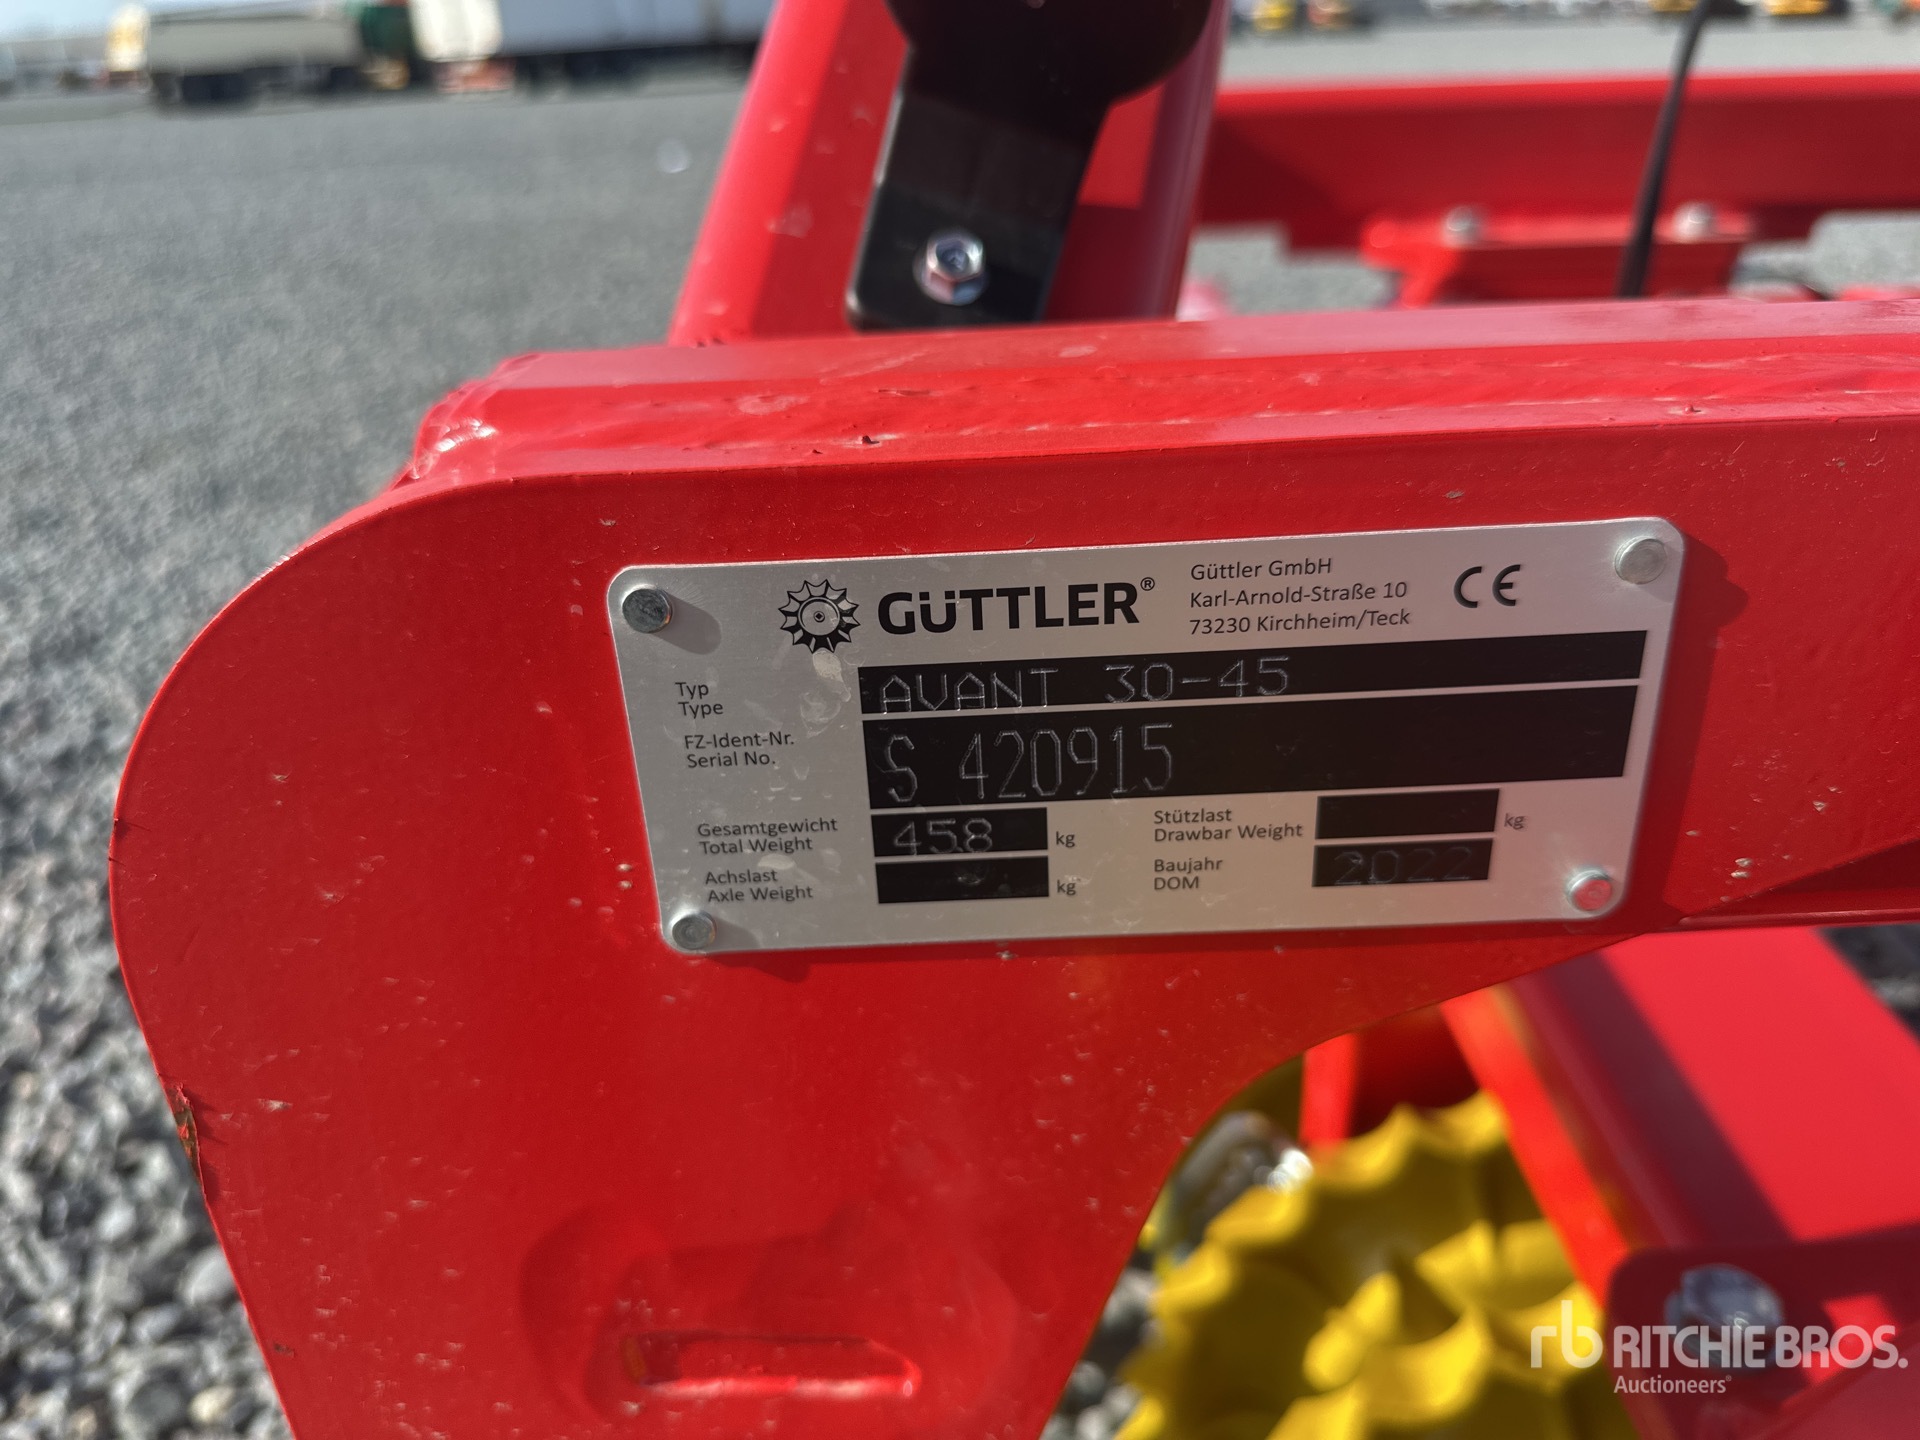 GÜTTLER®
Güttler GmbH
Karl-Arnold-Straße 10
73230 Kirchheim/Teck
CE
Typ
Type
AVANT 30-45
FZ-Ident-Nr.
Serial No.
S 420915
Gesamtgewicht
Total Weight
458 kg
Stützlast
Drawbar Weight
kg
Achslast
Axle Weight
kg
Baujahr
DOM
2022
rb RITCHIE BROS.
Auctioneers